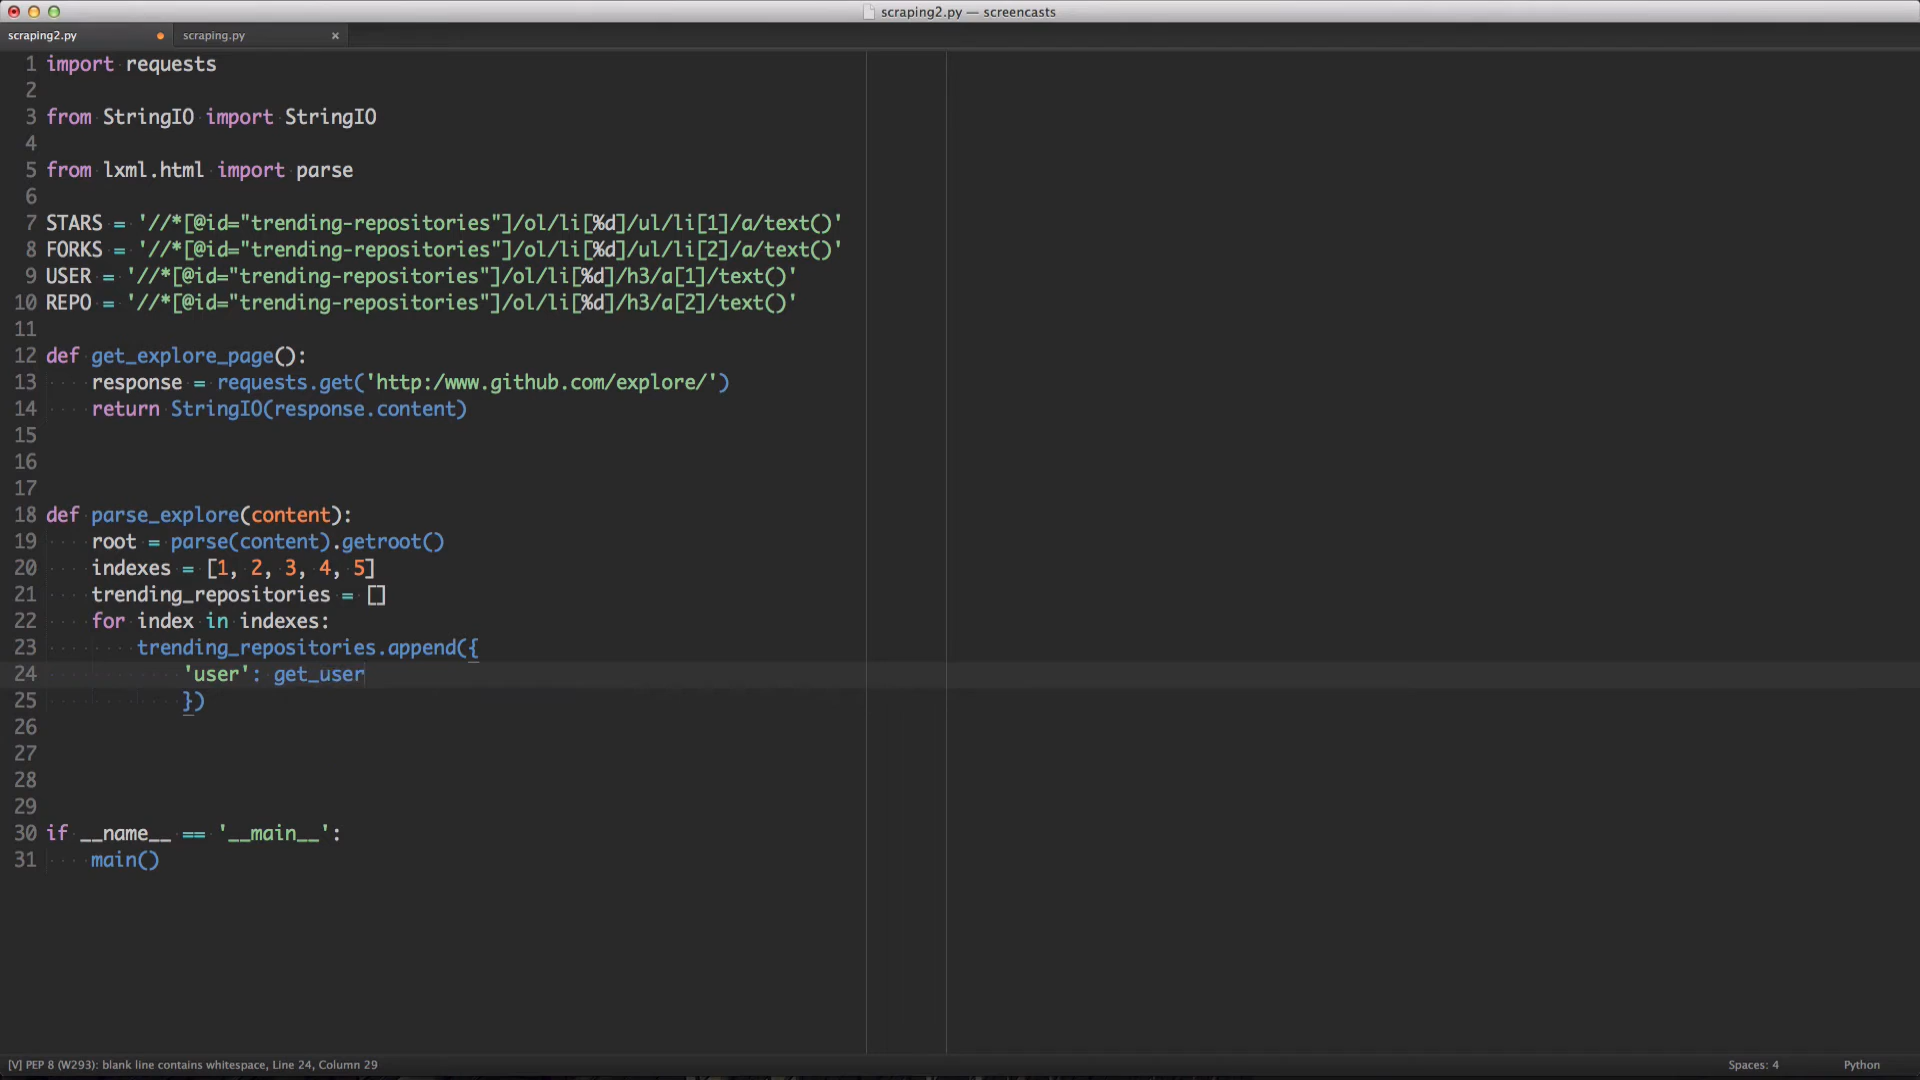 scraping2.py — screencasts
scraping2.py scraping.py ×
1 import requests
2
3 from StringIO import StringIO
4
5 from lxml.html import parse
6
7 STARS = '//*[@id="trending-repositories"]/ol/li[%d]/ul/li[1]/a/text()'
8 FORKS = '//*[@id="trending-repositories"]/ol/li[%d]/ul/li[2]/a/text()'
9 USER = '//*[@id="trending-repositories"]/ol/li[%d]/h3/a[1]/text()'
10 REPO = '//*[@id="trending-repositories"]/ol/li[%d]/h3/a[2]/text()'
11
12 def get_explore_page():
13     response = requests.get('http:/www.github.com/explore/')
14     return StringIO(response.content)
15
16
17
18 def parse_explore(content):
19     root = parse(content).getroot()
20     indexes = [1, 2, 3, 4, 5]
21     trending_repositories = []
22     for index in indexes:
23         trending_repositories.append({
24             'user': get_user
25             })
26
27
28
29
30 if __name__ == '__main__':
31     main()
[V] PEP 8 (W293): blank line contains whitespace, Line 24, Column 29 Spaces: 4 Python